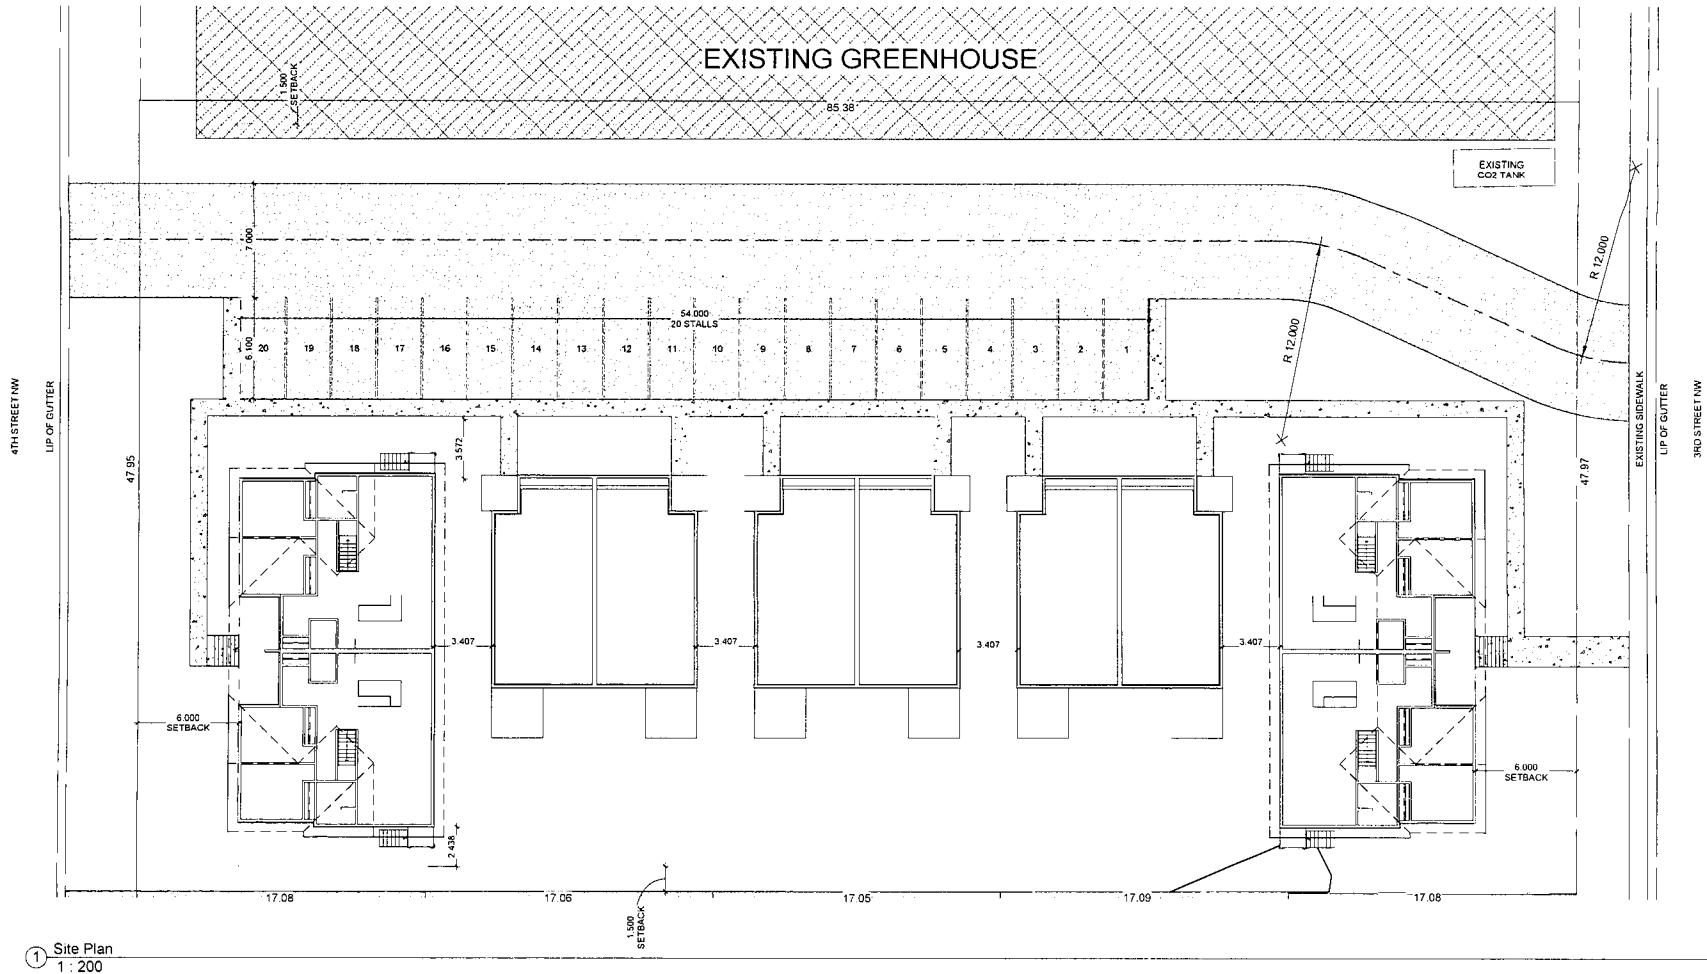 EXISTING GREENHOUSE
1.500
SETBACK
85.38
EXISTING
CO2 TANK
7.000
R 12.000
R 12.000
54.000
20 STALLS
6.100
20 19 18 17 16 15 14 13 12 11 10 9 8 7 6 5 4 3 2 1
4TH STREET NW
LIP OF GUTTER
EXISTING SIDEWALK
LIP OF GUTTER
3RD STREET NW
47.95
3.572
47.97
3.407
3.407
3.407
3.407
6.000
SETBACK
6.000
SETBACK
2.438
17.08
17.06
17.05
17.09
17.08
1.500
SETBACK
1
Site Plan
1 : 200